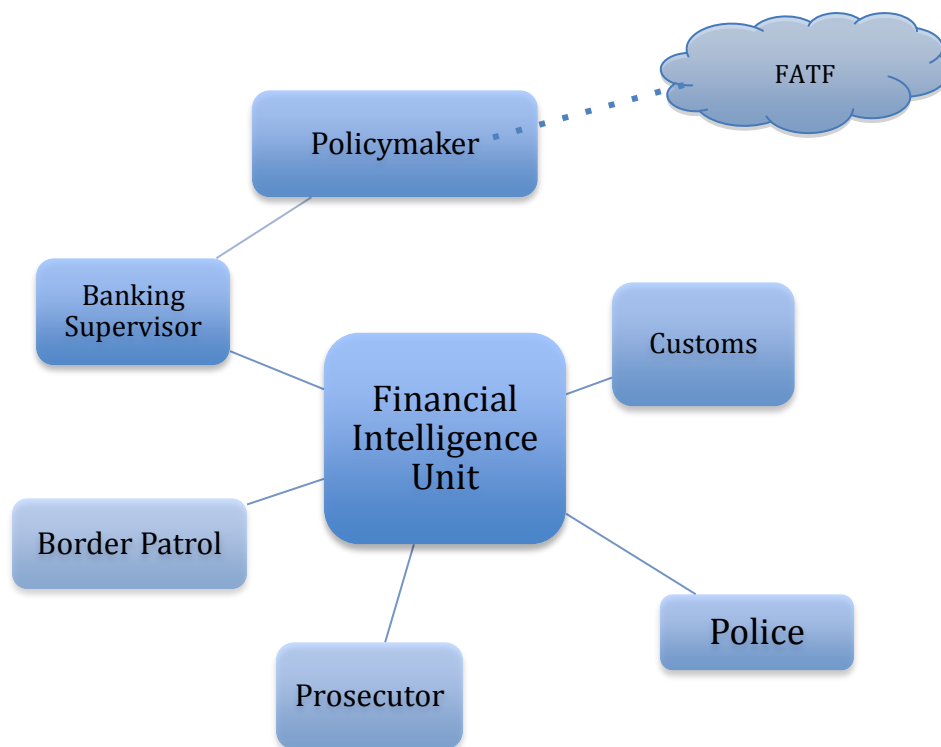 FATF
Policymaker
Banking
Supervisor
Customs
Financial
Intelligence
Unit
Border Patrol
Police
Prosecutor